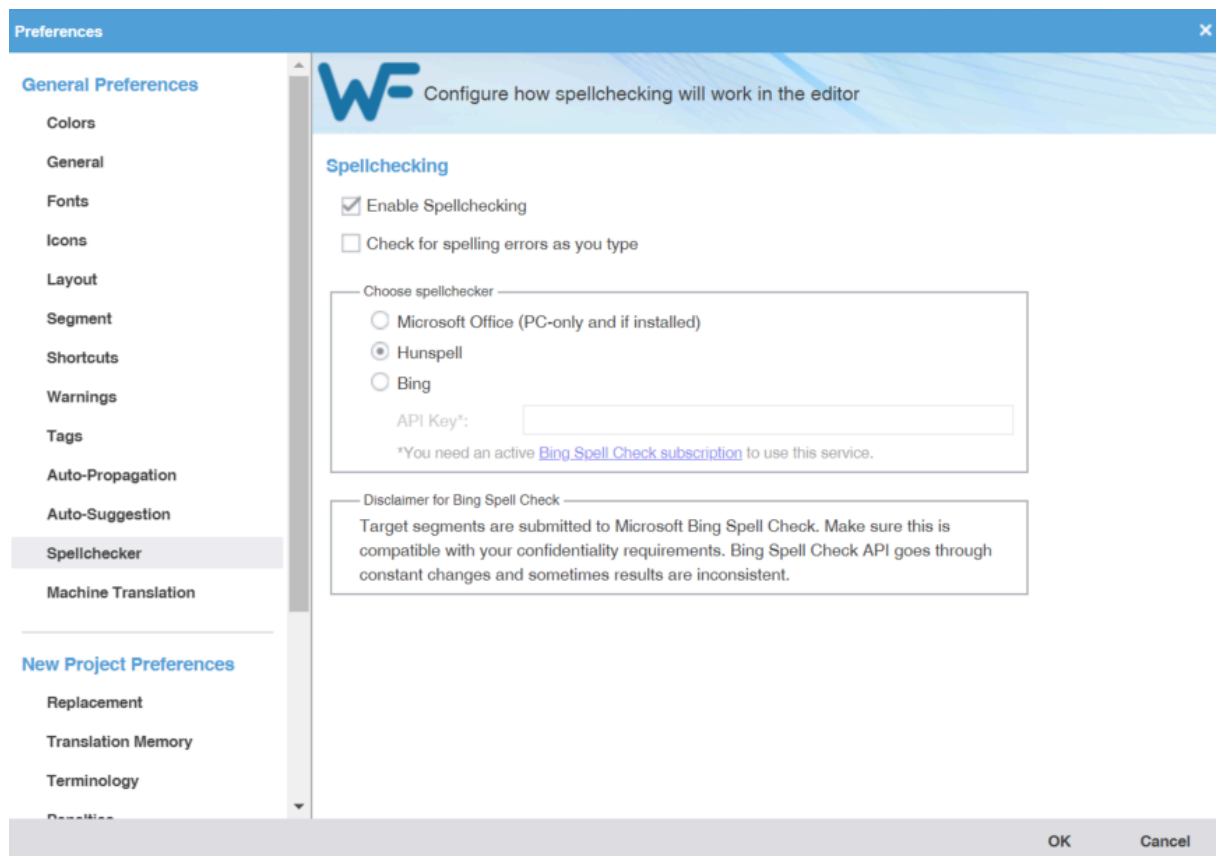 Preferences
General Preferences
Colors
General
Fonts
Icons
Layout
Segment
Shortcuts
Warnings
Tags
Auto-Propagation
Auto-Suggestion
Spellchecker
Machine Translation
New Project Preferences
Replacement
Translation Memory
Terminology
Penalties
WF
Configure how spellchecking will work in the editor
Spellchecking
Enable Spellchecking
Check for spelling errors as you type
Choose spellchecker
Microsoft Office (PC-only and if installed)
Hunspell
Bing
API Key*:
*You need an active Bing Spell Check subscription to use this service.
Disclaimer for Bing Spell Check
Target segments are submitted to Microsoft Bing Spell Check. Make sure this is
compatible with your confidentiality requirements. Bing Spell Check API goes through
constant changes and sometimes results are inconsistent.
OK
Cancel